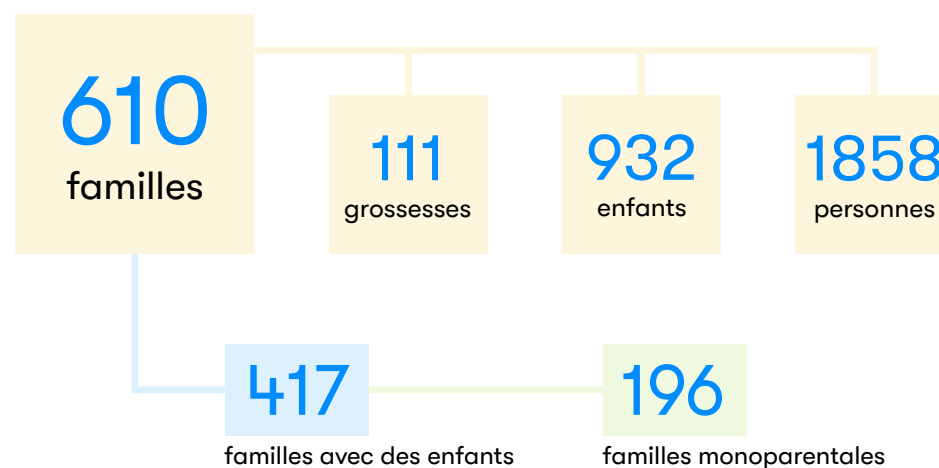 610
familles
111
grossesses
932
enfants
1858
personnes
417
familles avec des enfants
196
familles monoparentales